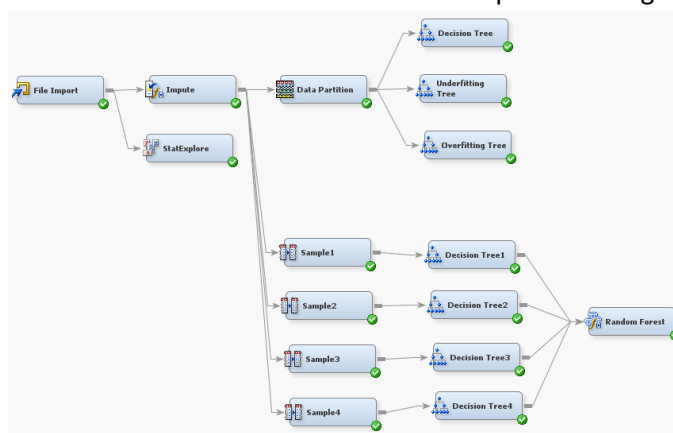 Decision Tree
File Import
Impute
Data Partition
Underfitting
Tree
StatExplore
Overfitting Tree
Sample1
Decision Tree1
Sample2
Decision Tree2
Random Forest
Sample3
Decision Tree3
Sample4
Decision Tree4